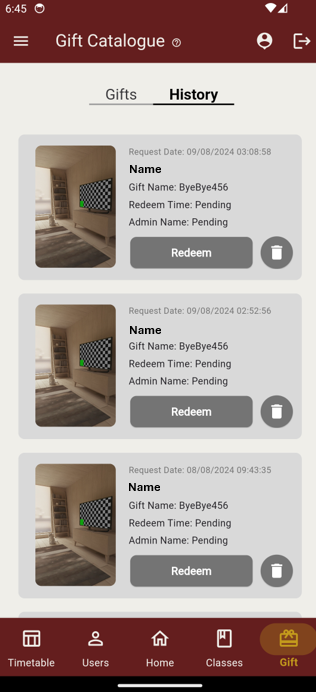 6:45
Gift Catalogue
Gifts
History
Request Date: 09/08/2024 03:08:58
Name
Gift Name: ByeBye456
Redeem Time: Pending
Admin Name: Pending
Redeem
Request Date: 09/08/2024 02:52:56
Name
Gift Name: ByeBye456
Redeem Time: Pending
Admin Name: Pending
Redeem
Request Date: 08/08/2024 09:43:35
Name
Gift Name: ByeBye456
Redeem Time: Pending
Admin Name: Pending
Redeem
Timetable
Users
Home
Classes
Gift